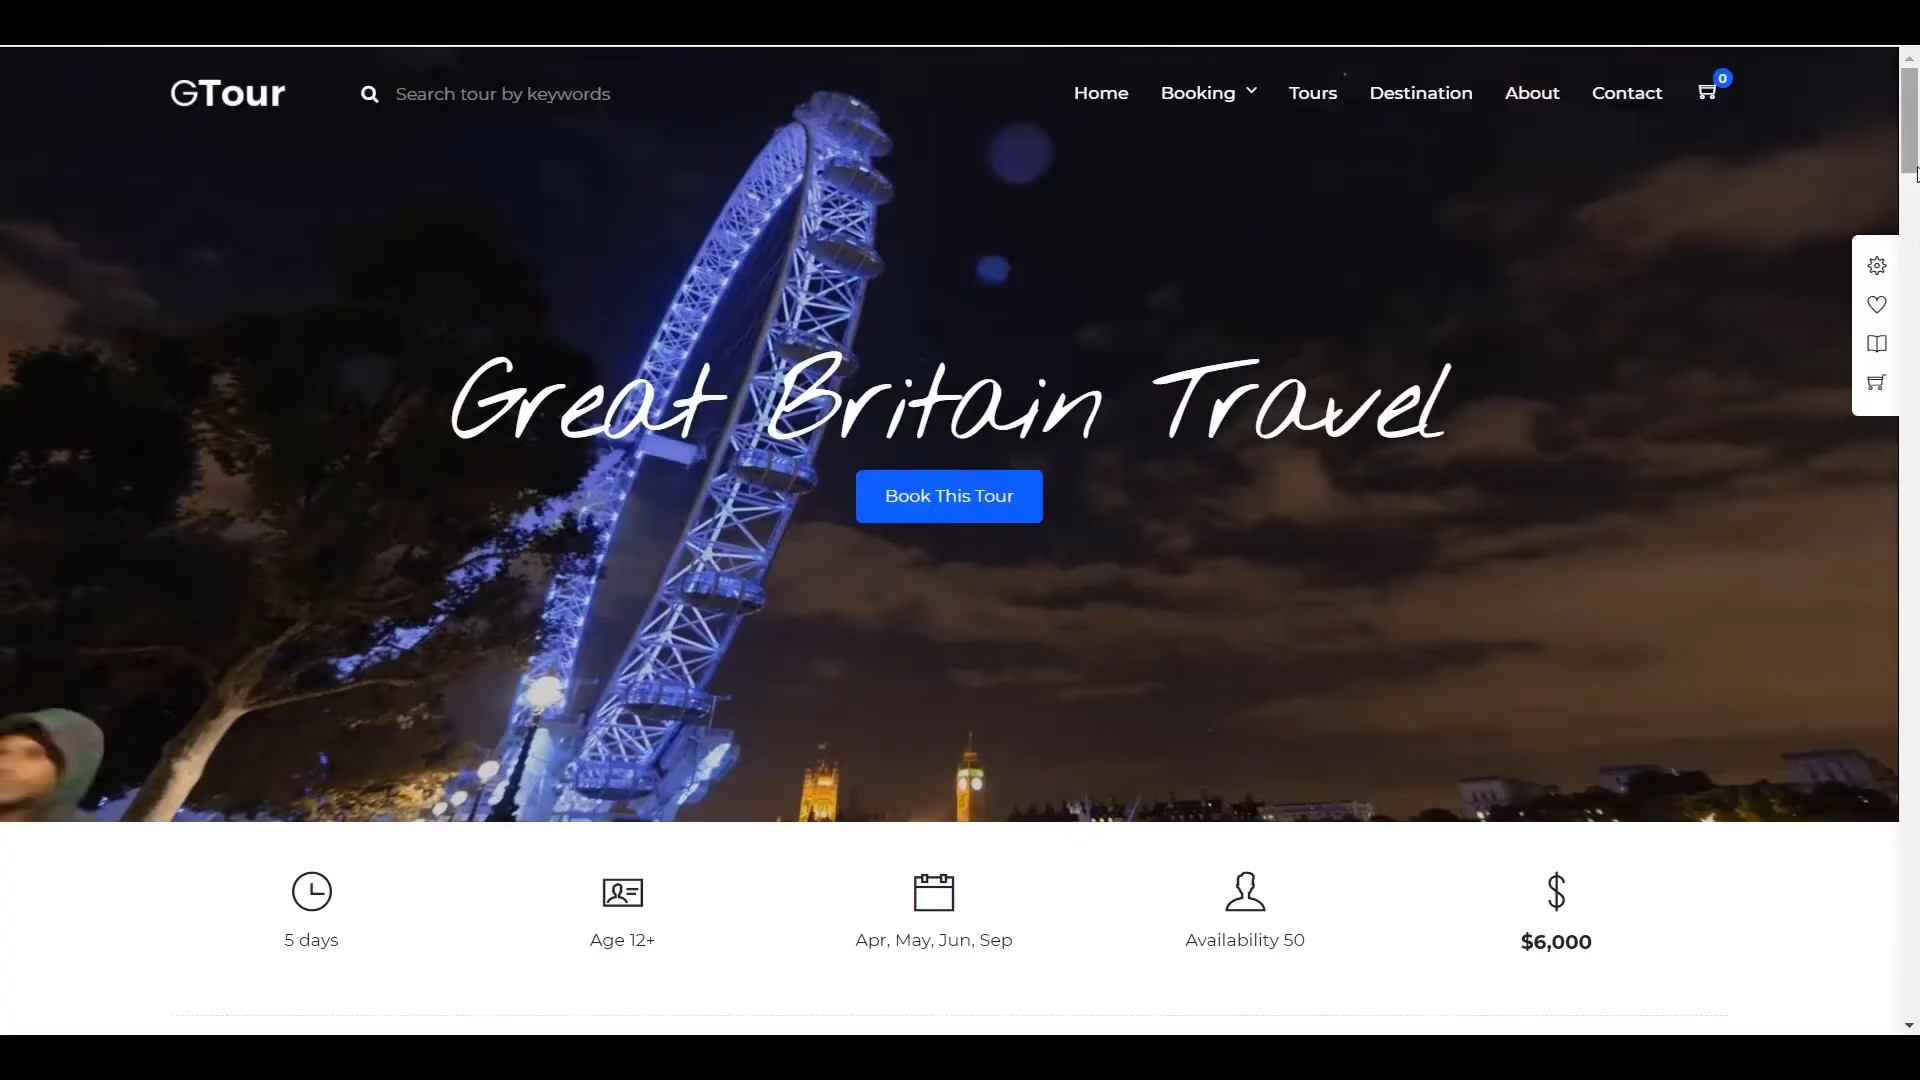 GTour
Search tour by keywords
Home Booking Tours Destination About Contact
0
Great Britain Travel
Book This Tour
5 days
Age 12+
Apr, May, Jun, Sep
Availability 50
$6,000